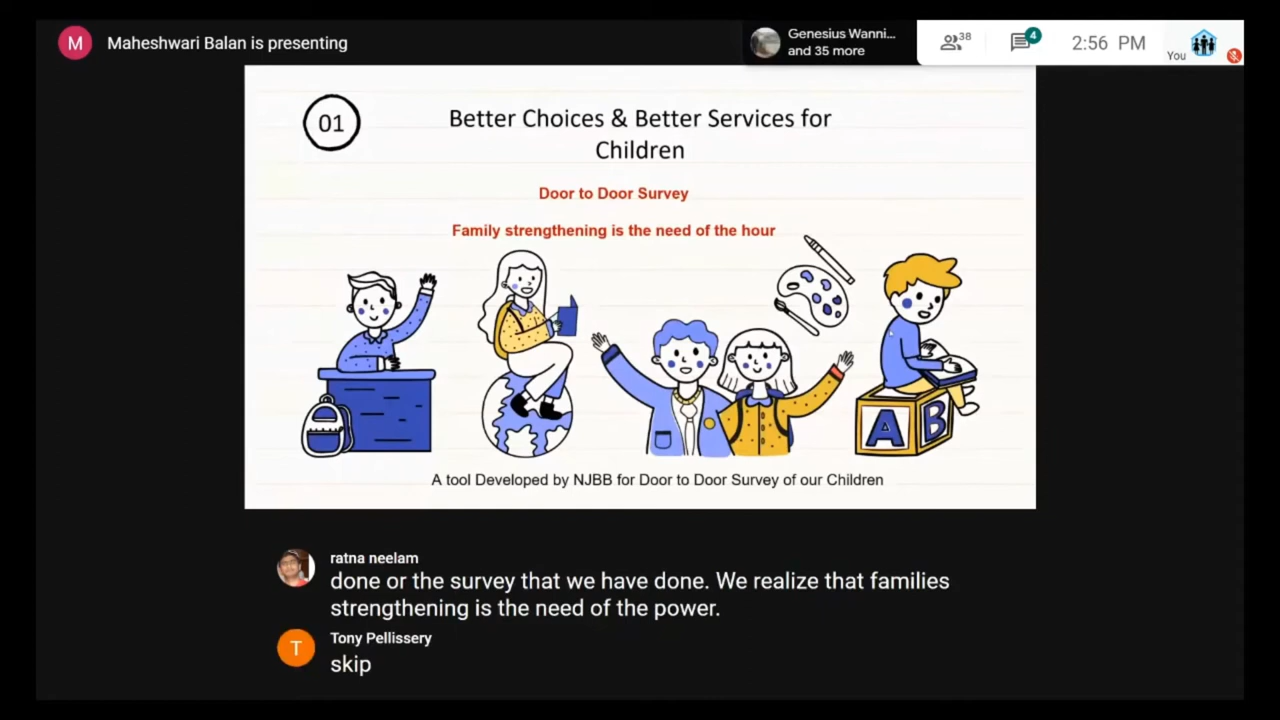 M Maheshwari Balan is presenting
Genesius Wanni...
and 35 more
38
4
2:56 PM
You
01
Better Choices & Better Services for
Children
Door to Door Survey
Family strengthening is the need of the hour
A B
A tool Developed by NJBB for Door to Door Survey of our Children
ratna neelam
done or the survey that we have done. We realize that families
strengthening is the need of the power.
T Tony Pellissery
skip